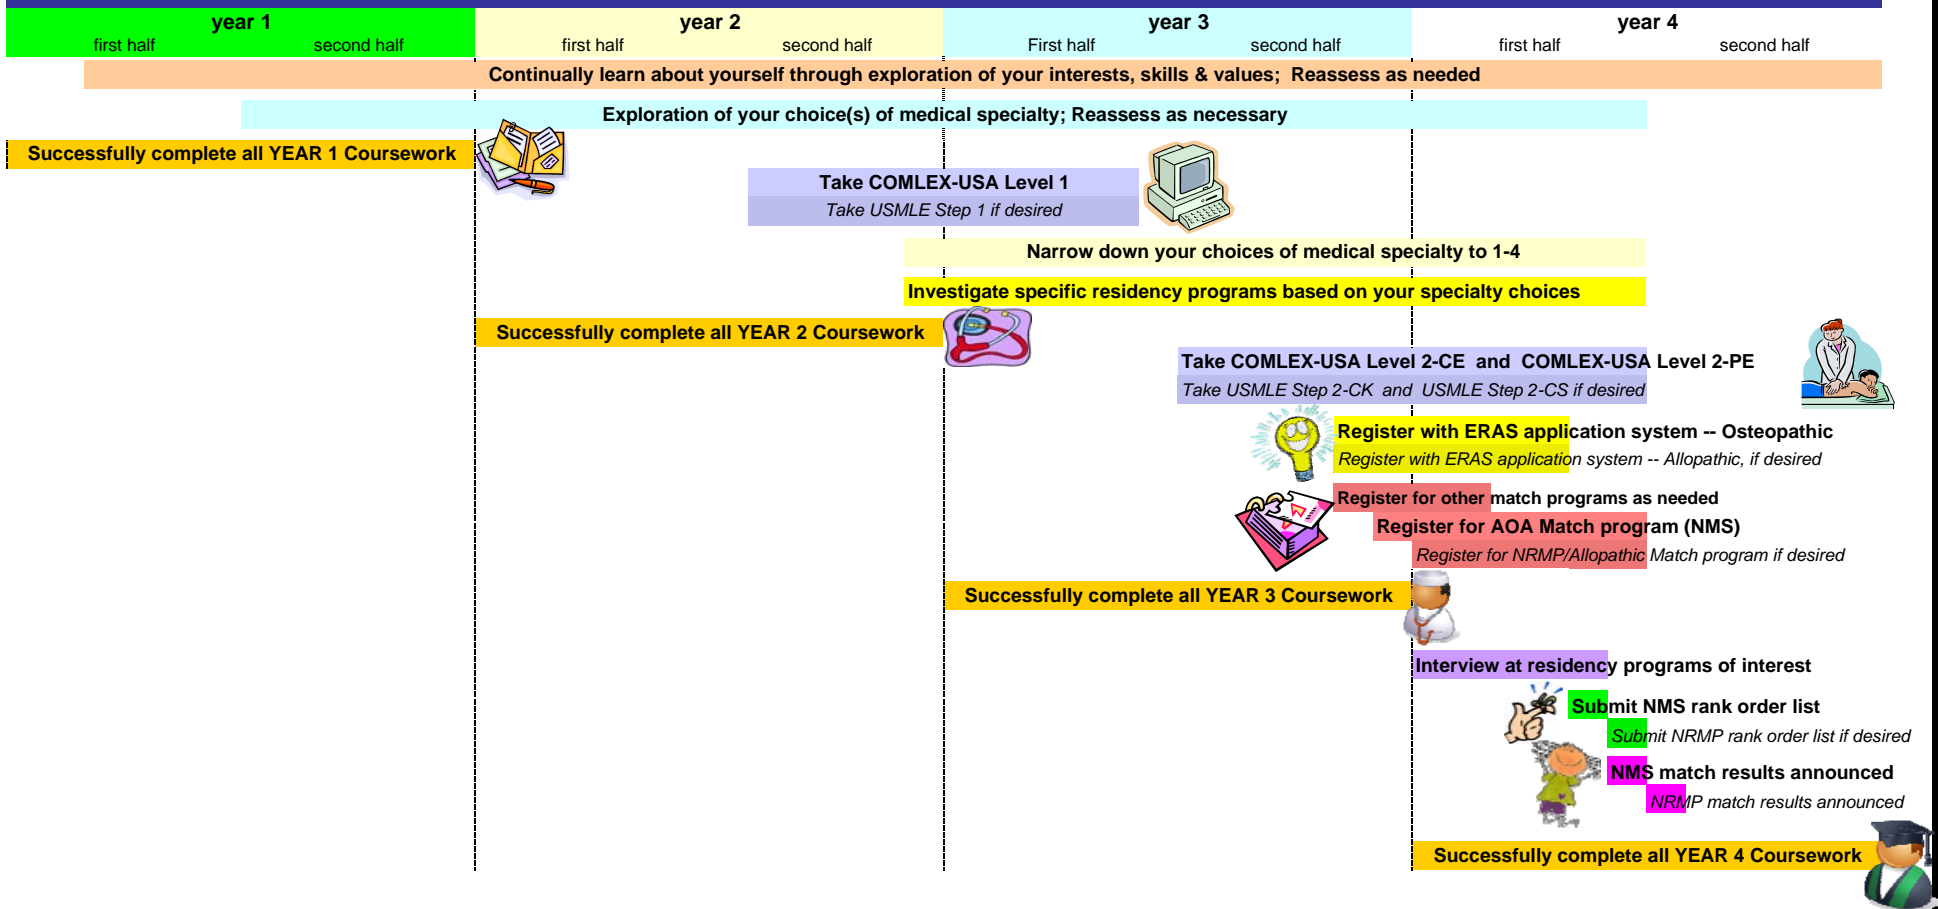 year 1 year 2 year 3 year 4
first half second half first half second half First half second half first half second half
Continually learn about yourself through exploration of your interests, skills & values; Reassess as needed
Exploration of your choice(s) of medical specialty; Reassess as necessary
Successfully complete all YEAR 1 Coursework
Take COMLEX-USA Level 1
Take USMLE Step 1 if desired
Narrow down your choices of medical specialty to 1-4
Investigate specific residency programs based on your specialty choices
Successfully complete all YEAR 2 Coursework
Take COMLEX-USA Level 2-CE and COMLEX-USA Level 2-PE
Take USMLE Step 2-CK and USMLE Step 2-CS if desired
Register with ERAS application system -- Osteopathic
Register with ERAS application system -- Allopathic, if desired
Register for other match programs as needed
Register for AOA Match program (NMS)
Register for NRMP/Allopathic Match program if desired
Successfully complete all YEAR 3 Coursework
Interview at residency programs of interest
Submit NMS rank order list
Submit NRMP rank order list if desired
NMS match results announced
NRMP match results announced
Successfully complete all YEAR 4 Coursework